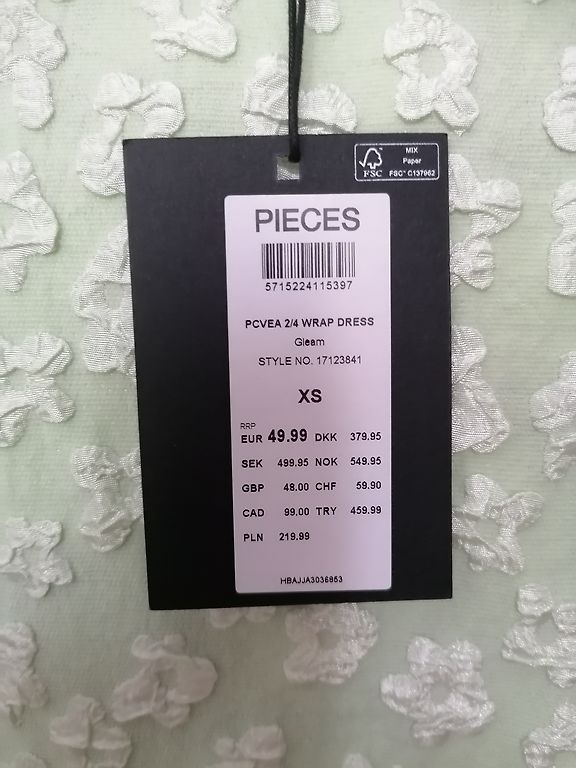 MIX
Paper
FSC
FSC® C137962
PIECES
5715224115397
PCVEA 2/4 WRAP DRESS
Gleam
STYLE NO. 17123841
XS
RRP
EUR 49.99 DKK 379.95
SEK 499.95 NOK 549.95
GBP 48.00 CHF 59.90
CAD 99.00 TRY 459.99
PLN 219.99
HBAJJA3036853